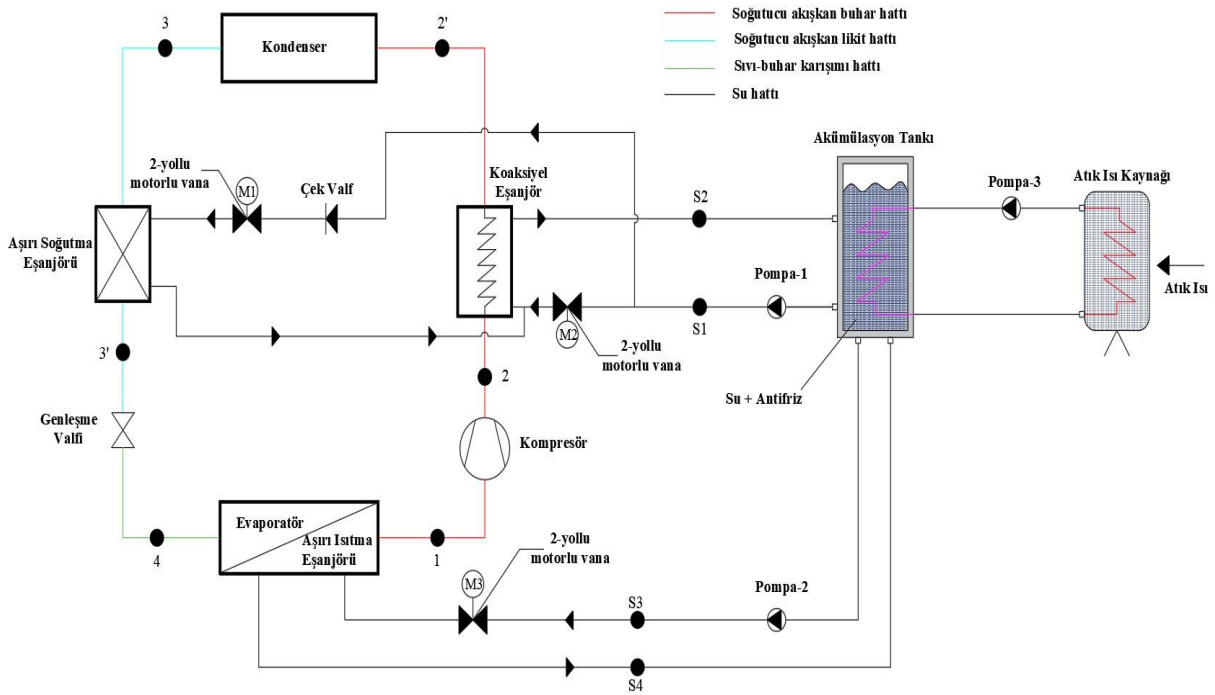 3
2'
Kondenser
Soğutucu akışkan buhar hattı
Soğutucu akışkan likit hattı
Sıvı-buhar karışımı hattı
Su hattı
2-yollu
motorlu vana
M1
Çek Valf
Koaksiyel
Eşanjör
S2
Akümülasyon Tankı
Pompa-3
Atık Isı Kaynağı
Aşırı Soğutma
Eşanjörü
Pompa-1
Atık Isı
S1
M2
2-yollu
motorlu vana
3'
2
Su + Antifriz
Genleşme
Valfi
Kompresör
Evaporatör
Aşırı Isıtma
Eşanjörü
4
1
2-yollu
motorlu vana
M3
S3
Pompa-2
S4